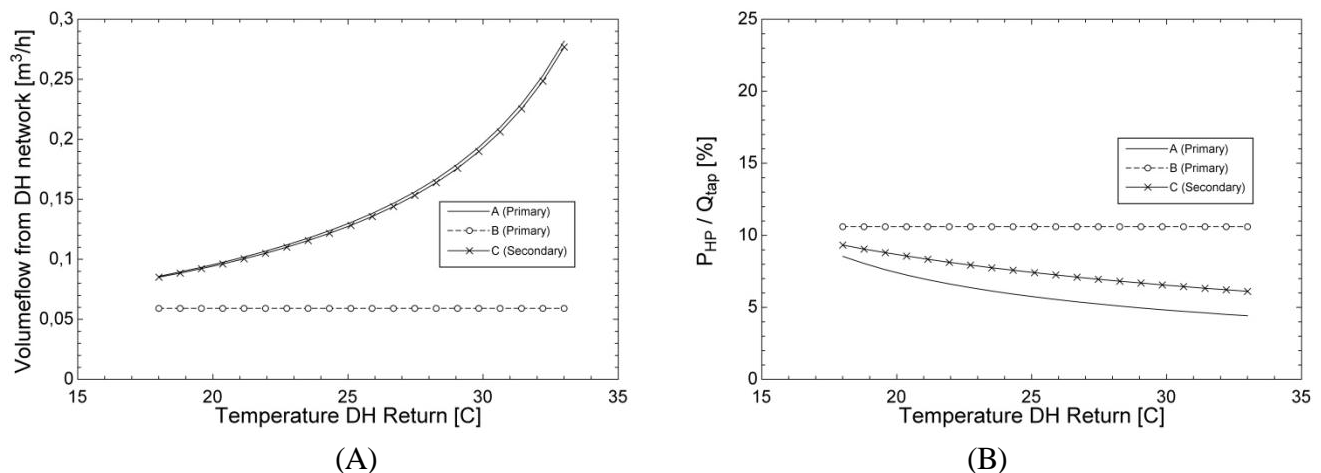 0,3
0,25
0,2
0,15
0,1
0,05
0
Volumeflow from DH network [m³/h]
A (Primary)
B (Primary)
C (Secondary)
15 20 25 30 35
Temperature DH Return [C]
(A)
25
20
15
10
5
0
P_HP / Q_tap [%]
A (Primary)
B (Primary)
C (Secondary)
15 20 25 30 35
Temperature DH Return [C]
(B)